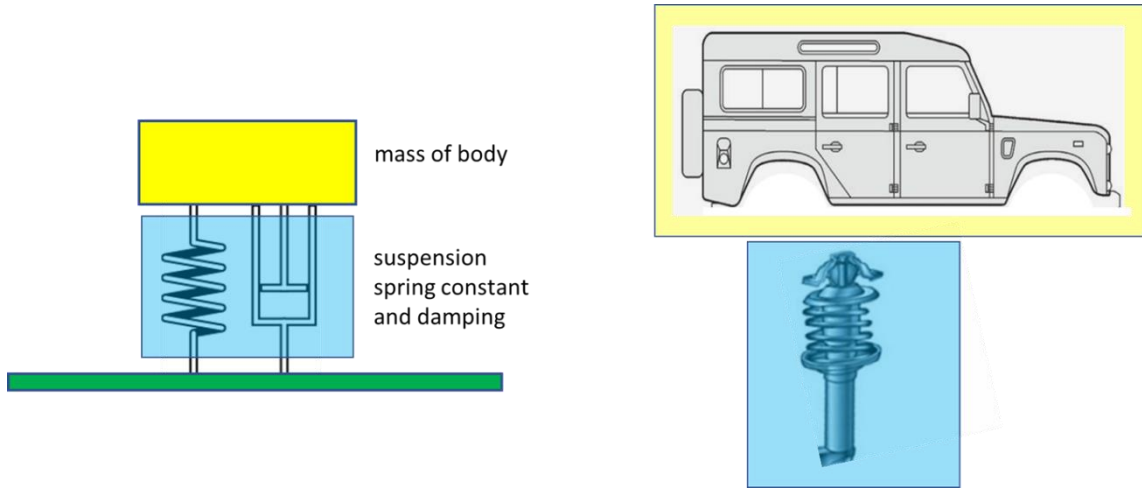 mass of body
suspension
spring constant
and damping